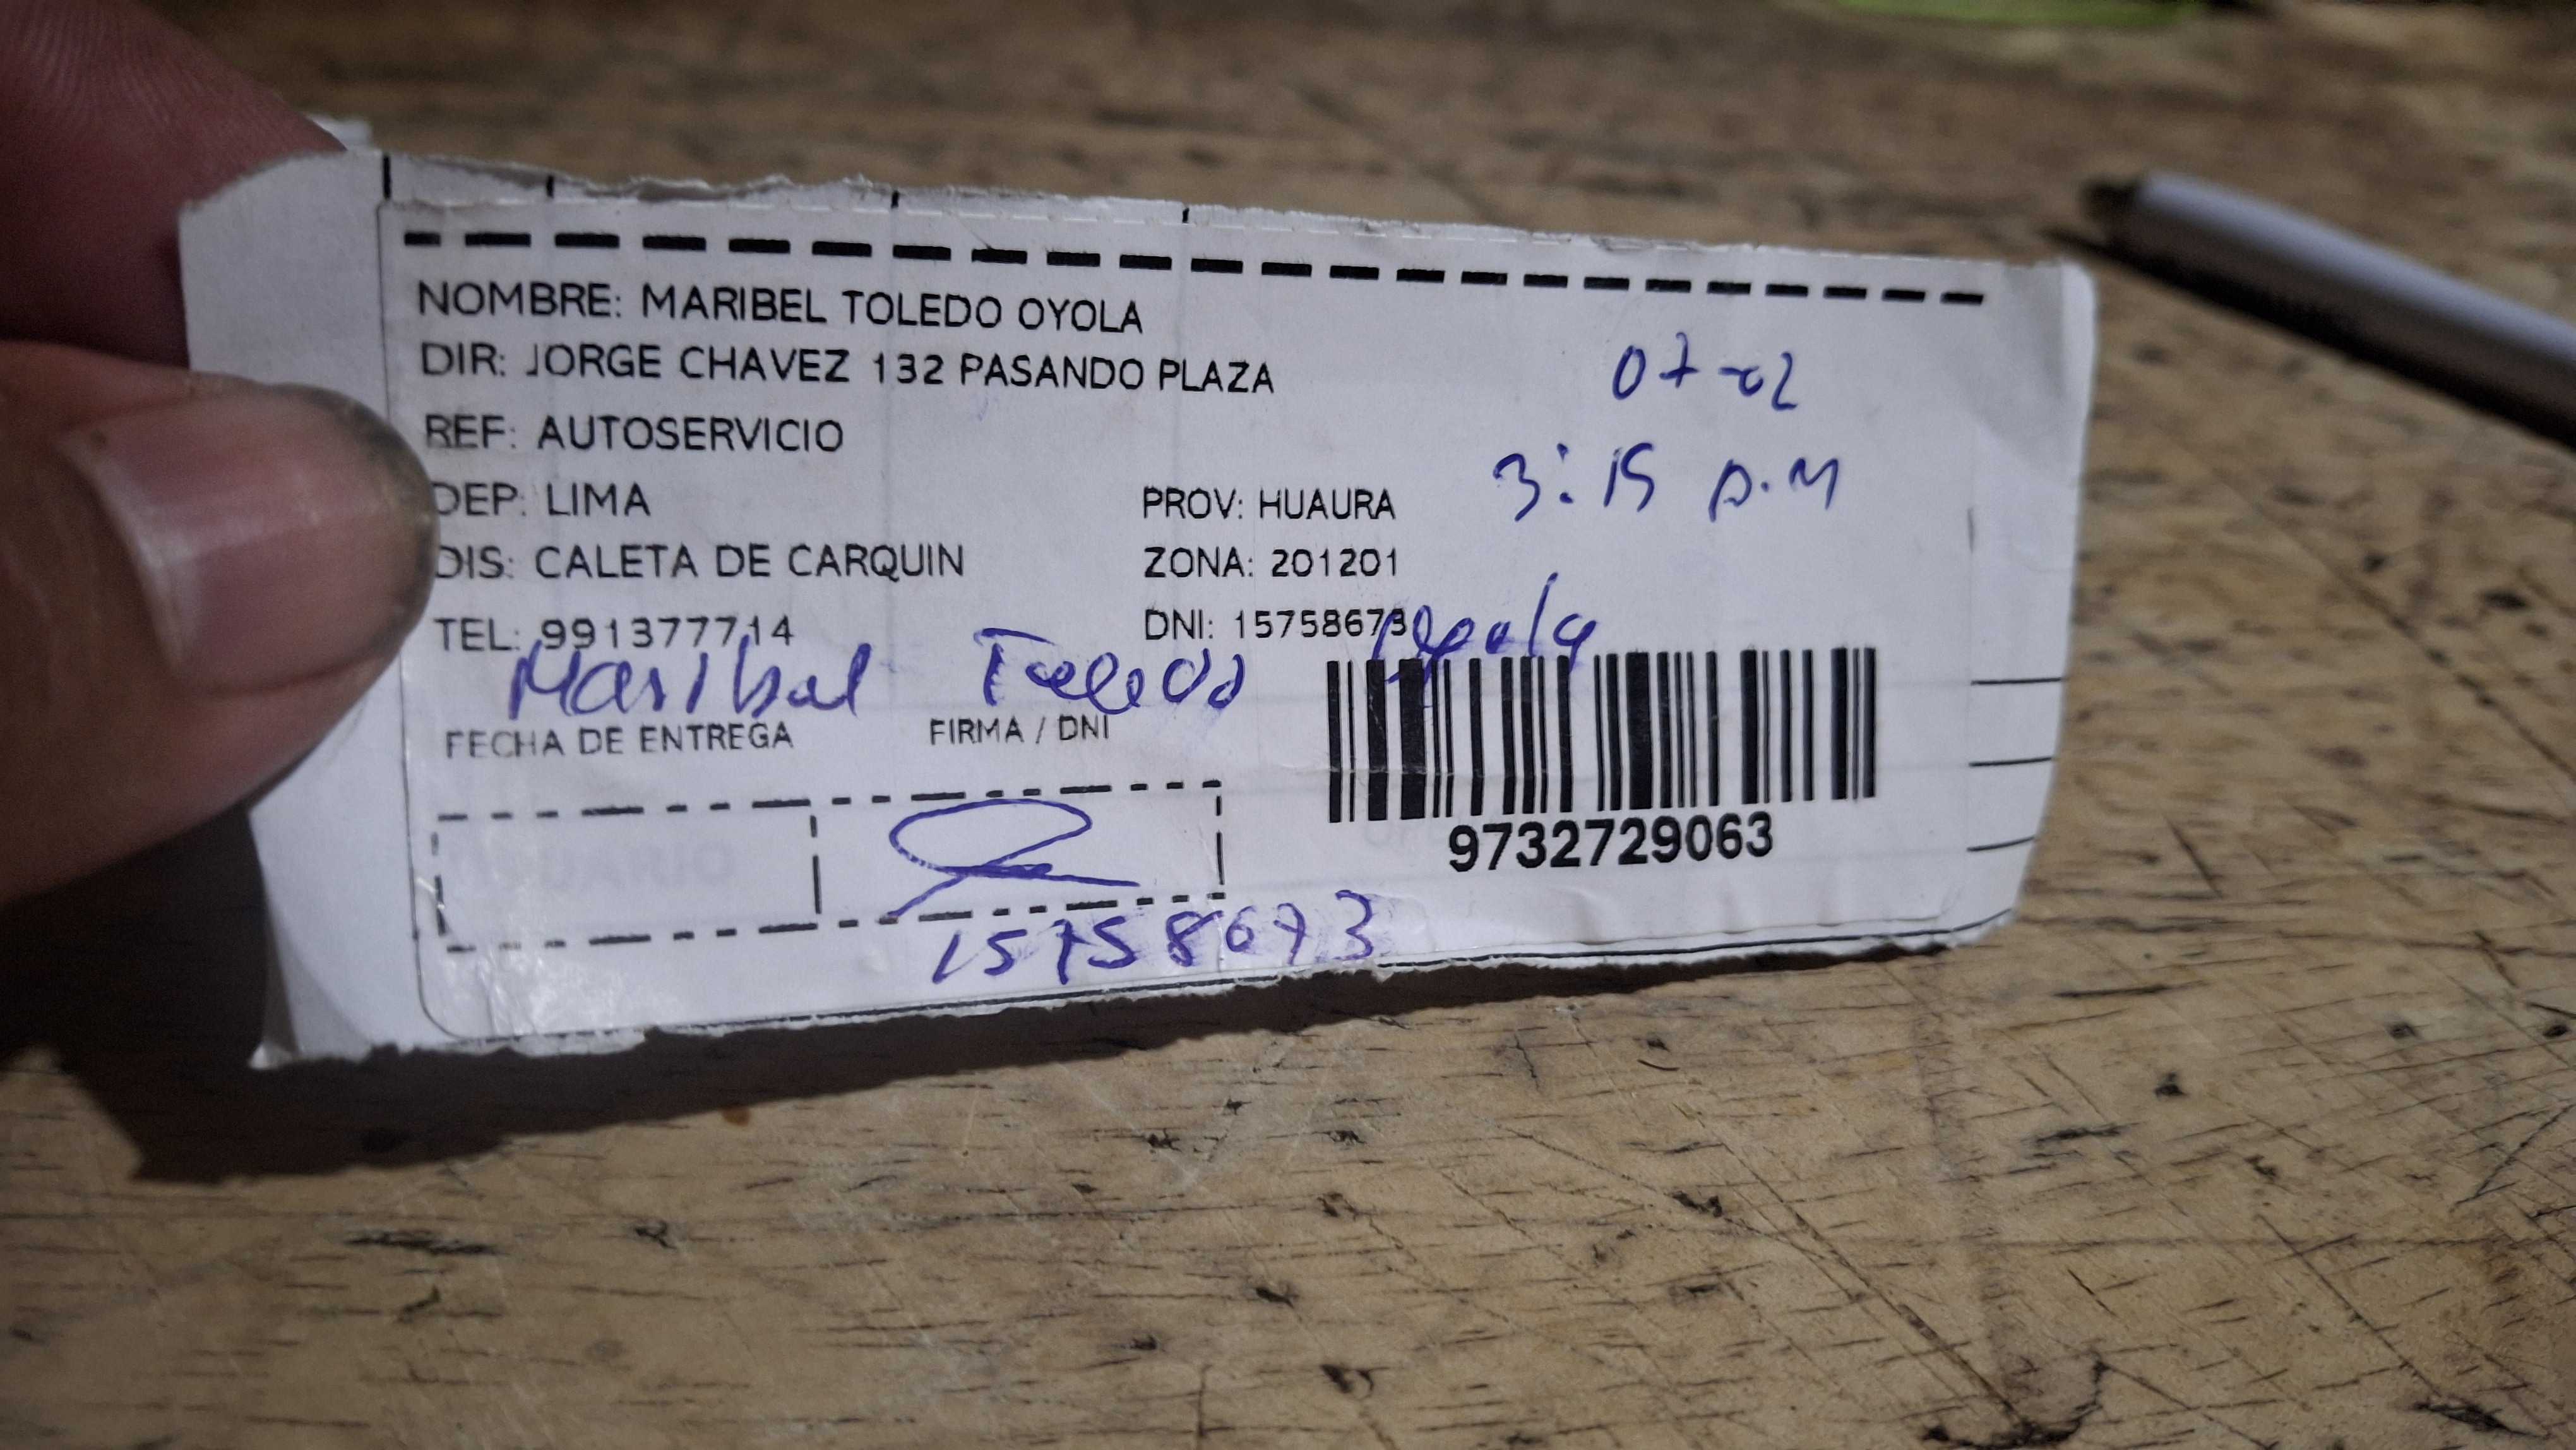 NOMBRE: MARIBEL TOLEDO OYOLA
DIR: JORGE CHAVEZ 132 PASANDO PLAZA
07-02
REF: AUTOSERVICIO
3:15 p.M
DEP: LIMA PROV: HUAURA
DIS: CALETA DE CARQUIN ZONA: 201201
TEL: 991377714 DNI: 15758673
Maribel Toledo Oyola
FECHA DE ENTREGA FIRMA / DNI
9732729063
15758673